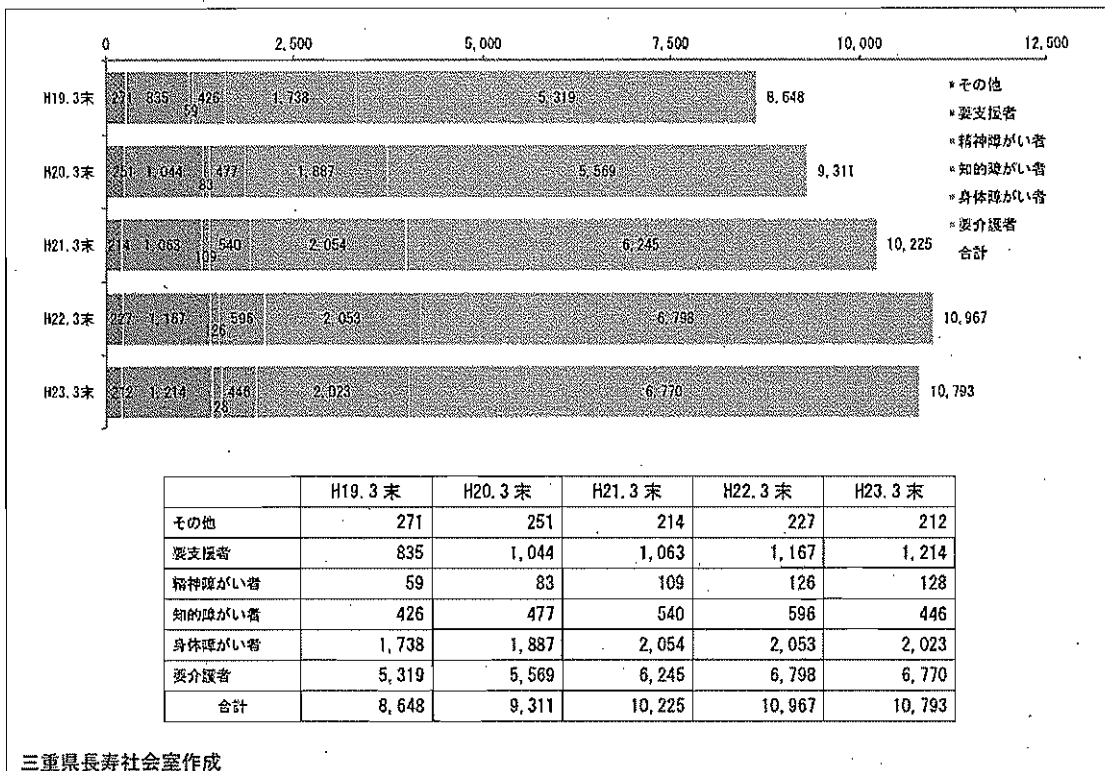 0 2,500 5,000 7,500 10,000 12,500
H19.3末 271 835 59 426 1,738 5,319 8,648
H20.3末 251 1,044 83 477 1,887 5,569 9,311
H21.3末 214 1,063 109 540 2,054 6,245 10,225
H22.3末 227 1,167 126 596 2,053 6,798 10,967
H23.3末 212 1,214 128 446 2,023 6,770 10,793
その他
要支援者
精神障がい者
知的障がい者
身体障がい者
要介護者
合計
H19.3末 H20.3末 H21.3末 H22.3末 H23.3末
その他 271 251 214 227 212
要支援者 835 1,044 1,063 1,167 1,214
精神障がい者 59 83 109 126 128
知的障がい者 426 477 540 596 446
身体障がい者 1,738 1,887 2,054 2,053 2,023
要介護者 5,319 5,569 6,245 6,798 6,770
合計 8,648 9,311 10,225 10,967 10,793
三重県長寿社会室作成